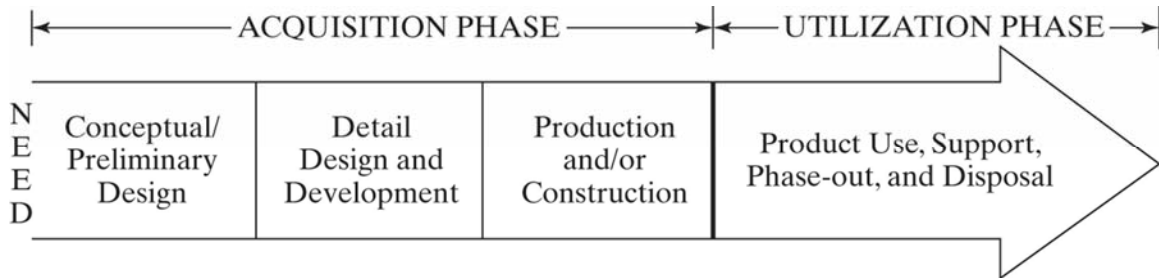 ACQUISITION PHASE
UTILIZATION PHASE
NEED
Conceptual/
Preliminary
Design
Detail
Design and
Development
Production
and/or
Construction
Product Use, Support,
Phase-out, and Disposal